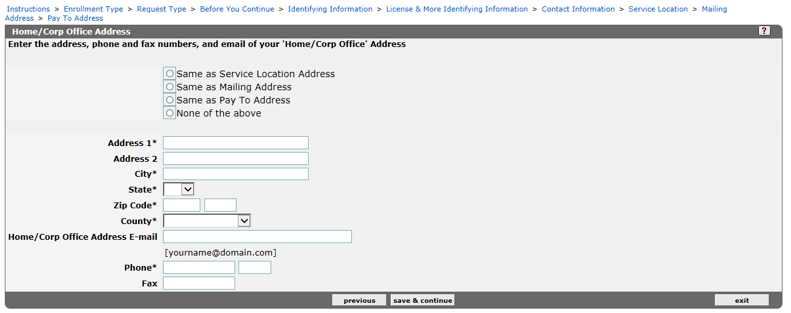 Instructions > Enrollment Type > Request Type > Before You Continue > Identifying Information > License & More Identifying Information > Contact Information > Service Location > Mailing
Address > Pay To Address
Home/Corp Office Address ?
Enter the address, phone and fax numbers, and email of your 'Home/Corp Office' Address
Same as Service Location Address
Same as Mailing Address
Same as Pay To Address
None of the above
Address 1*
Address 2
City*
State*
Zip Code*
County*
Home/Corp Office Address E-mail
[yourname@domain.com]
Phone*
Fax
previous save & continue exit